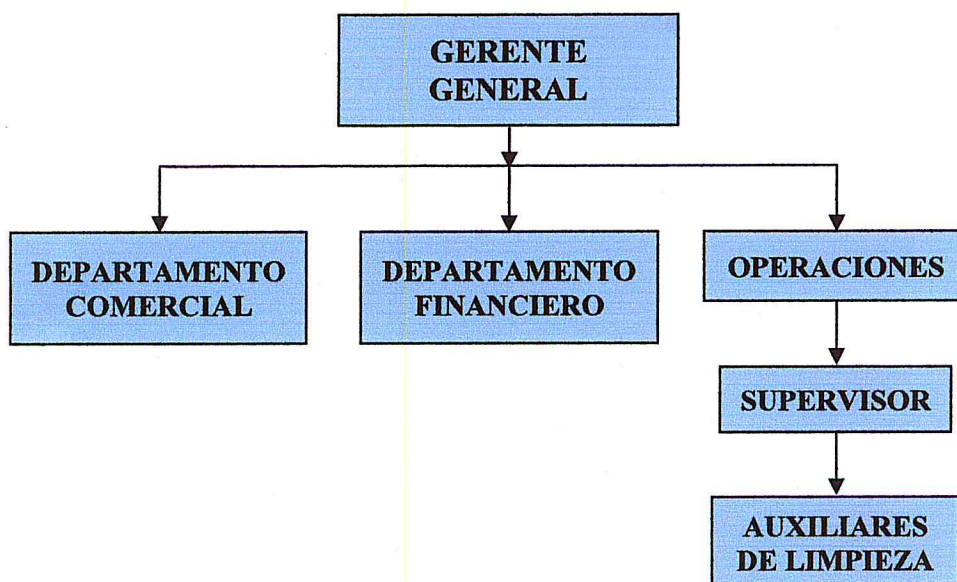 GERENTE
GENERAL
DEPARTAMENTO
COMERCIAL
DEPARTAMENTO
FINANCIERO
OPERACIONES
SUPERVISOR
AUXILIARES
DE LIMPIEZA